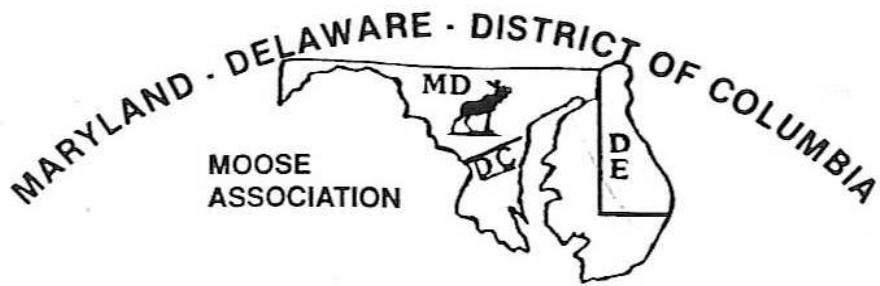 MARYLAND - DELAWARE - DISTRICT OF COLUMBIA
MD
DC
DE
MOOSE
ASSOCIATION